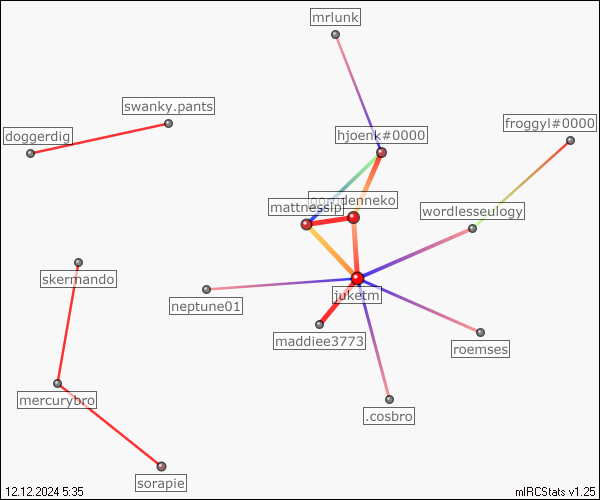 mrlunk
swanky.pants
froggyl#0000
doggerdig
hjoenk#0000
mattnessip
wordlesseulogy
skermando
neptune01
juketm
maddiee3773
roemses
mercurybro
.cosbro
sorapie
12.12.2024 5:35
mIRCStats v1.25